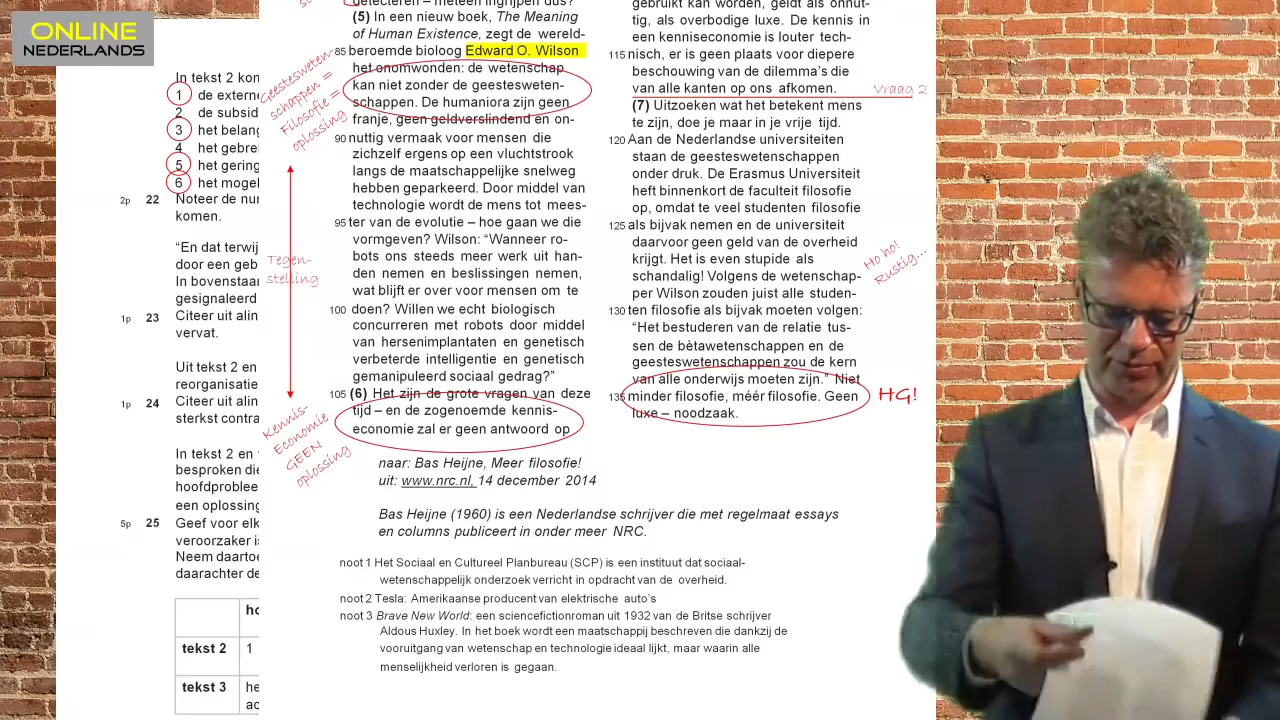 ONLINE
NEDERLANDS
In tekst 2 kon
1 de externe
2 de subsid
3 het belang
4 het gebrek
5 het gering
6 het mogel
2p 22 Noteer de nur
komen.
“En dat terwij
door een geb
In bovenstaar
gesignaleerd
1p 23 Citeer uit alin
vervat.
Uit tekst 2 en
reorganisatie
1p 24 Citeer uit alin
sterkst contra
In tekst 2 en
besproken die
hoofdprobleer
een oplossing
5p 25 Geef voor elk
veroorzaker is
Neem daartoe
daarachter de
ho
tekst 2 1
tekst 3 he
ac
Geesteswten-
schappen =
Filosofie =
oplossing
Tegen-
stelling
Kennis-
Economie
GEEN
oplossing
detecteren – meteen ingrijpen dus?
(5) In een nieuw boek, The Meaning
of Human Existence, zegt de wereld-
85 beroemde bioloog Edward O. Wilson
het onomwonden: de wetenschap
kan niet zonder de geesteswten-
schappen. De humaniora zijn geen
franje, geen geldverslindend en on-
90 nuttig vermaak voor mensen die
zichzelf ergens op een vluchtstrook
langs de maatschappelijke snelweg
hebben geparkeerd. Door middel van
technologie wordt de mens tot mees-
95 ter van de evolutie – hoe gaan we die
vormgeven? Wilson: “Wanneer ro-
bots ons steeds meer werk uit han-
den nemen en beslissingen nemen,
wat blijft er over voor mensen om te
100 doen? Willen we echt biologisch
concurreren met robots door middel
van hersenimplantaten en genetisch
verbeterde intelligentie en genetisch
gemanipuleerd sociaal gedrag?”
105 (6) Het zijn de grote vragen van deze
tijd – en de zogenoemde kennis-
economie zal er geen antwoord op
gebruikt kan worden, geldt als onnut-
tig, als overbodige luxe. De kennis in
een kenniseconomie is louter tech-
115 nisch, er is geen plaats voor diepere
beschouwing van de dilemma’s die
van alle kanten op ons afkomen.
Vraag 2
(7) Uitzoeken wat het betekent mens
te zijn, doe je maar in je vrije tijd.
120 Aan de Nederlandse universiteiten
staan de geesteswetenschappen
onder druk. De Erasmus Universiteit
heft binnenkort de faculteit filosofie
op, omdat te veel studenten filosofie
125 als bijvak nemen en de universiteit
daarvoor geen geld van de overheid
krijgt. Het is even stupide als
schandalig! Volgens de wetenschap-
per Wilson zouden juist alle studen-
130 ten filosofie als bijvak moeten volgen:
“Het bestuderen van de relatie tus-
sen de bètawetenschappen en de
geesteswetenschappen zou de kern
van alle onderwijs moeten zijn.” Niet
135 minder filosofie, méér filosofie. Geen
luxe – noodzaak.
Ho ho!
Rustig...
HG!
naar: Bas Heijne, Meer filosofie!
uit: www.nrc.nl, 14 december 2014
Bas Heijne (1960) is een Nederlandse schrijver die met regelmaat essays
en columns publiceert in onder meer NRC.
noot 1 Het Sociaal en Cultureel Planbureau (SCP) is een instituut dat sociaal-
wetenschappelijk onderzoek verricht in opdracht van de overheid.
noot 2 Tesla: Amerikaanse producent van elektrische auto’s
noot 3 Brave New World: een sciencefictionroman uit 1932 van de Britse schrijver
Aldous Huxley. In het boek wordt een maatschappij beschreven die dankzij de
vooruitgang van wetenschap en technologie ideaal lijkt, maar waarin alle
menselijkheid verloren is gegaan.